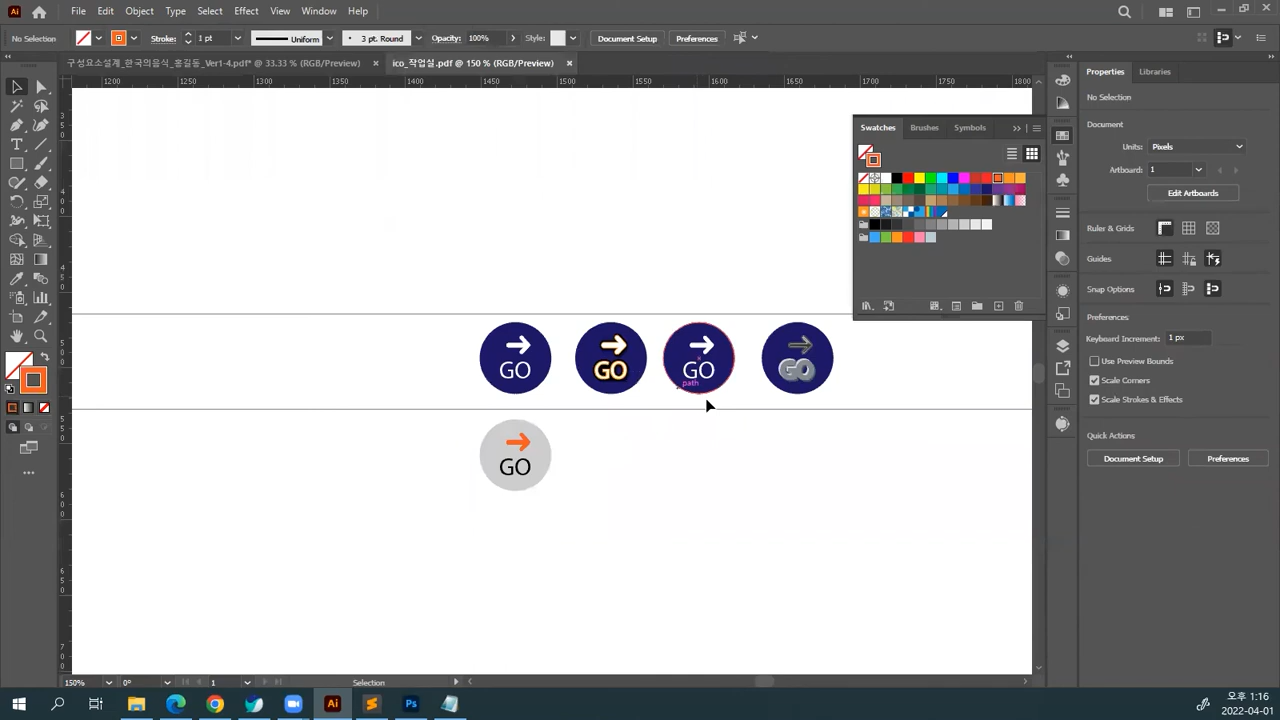 Ai File Edit Object Type Select Effect View Window Help
No Selection Stroke: 1 pt Uniform 3 pt. Round Opacity: 100% Style: Document Setup Preferences
구성요소설계_한국의음식_홍길동_Ver1-4.pdf* @ 33.33 % (RGB/Preview) × ico_작업실.pdf @ 150 % (RGB/Preview) ×
1200 1250 1300 1350 1400 1450 1500 1550 1600 1650 1700 1750 1800
Swatches Brushes Symbols
GO GO GO GO
path
GO
Properties Libraries
No Selection
Document
Units: Pixels
Artboard: 1
Edit Artboards
Ruler & Grids
Guides
Snap Options
Preferences:
Keyboard Increment: 1 px
Use Preview Bounds
Scale Corners
Scale Strokes & Effects
Quick Actions
Document Setup Preferences
150% 0° 1 Selection
Ai Ps
오후 1:16
2022-04-01